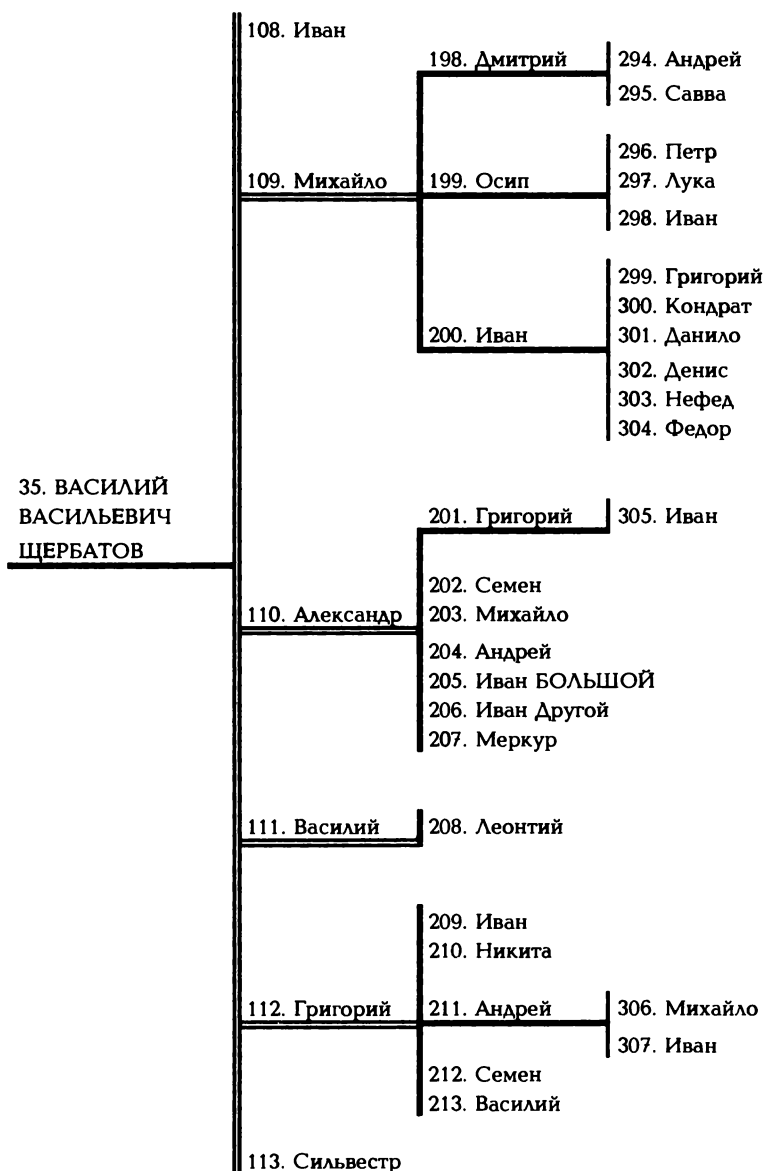 108. Иван
198. Дмитрий
294. Андрей
295. Савва
296. Петр
109. Михайло
199. Осип
297. Лука
298. Иван
299. Григорий
300. Кондрат
200. Иван
301. Данило
302. Денис
303. Нефед
304. Федор
35. ВАСИЛИЙ
ВАСИЛЬЕВИЧ
ЩЕРБАТОВ
201. Григорий
305. Иван
202. Семен
110. Александр
203. Михайло
204. Андрей
205. Иван БОЛЬШОЙ
206. Иван Другой
207. Меркур
111. Василий
208. Леонтий
209. Иван
210. Никита
112. Григорий
211. Андрей
306. Михайло
307. Иван
212. Семен
213. Василий
113. Сильвестр